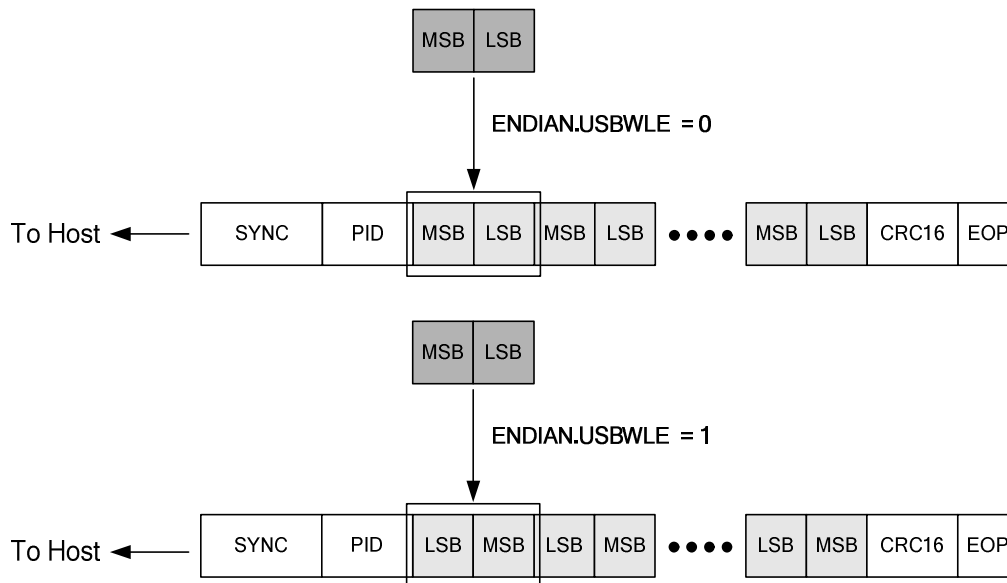 MSB LSB
ENDIAN.USBWLE = 0
To Host SYNC PID MSB LSB MSB LSB MSB LSB CRC16 EOP
MSB LSB
ENDIAN.USBWLE = 1
To Host SYNC PID LSB MSB LSB MSB LSB MSB CRC16 EOP